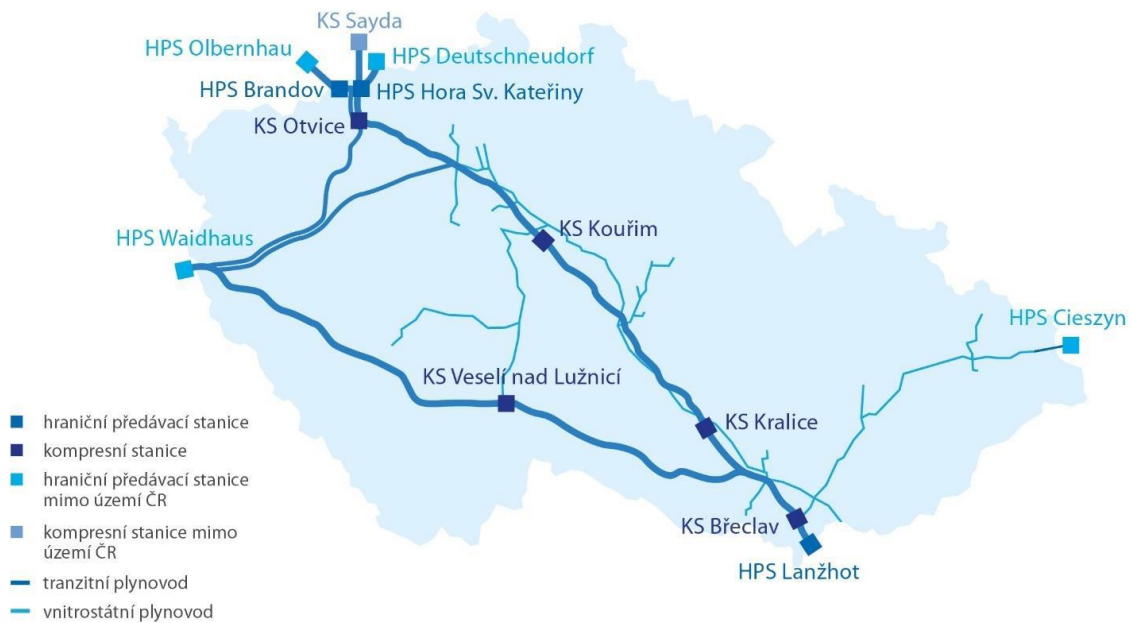 KS Sayda
HPS Olbernhau
HPS Deutschneudorf
HPS Brandov
HPS Hora Sv. Kateřiny
KS Otvice
HPS Waidhaus
KS Kouřim
HPS Cieszyn
KS Veselí nad Lužnicí
KS Kralice
KS Břeclav
HPS Lanžhot
hraniční předávací stanice
kompresní stanice
hraniční předávací stanice
mimo území ČR
kompresní stanice mimo
území ČR
tranzitní plynovod
vnitrostátní plynovod